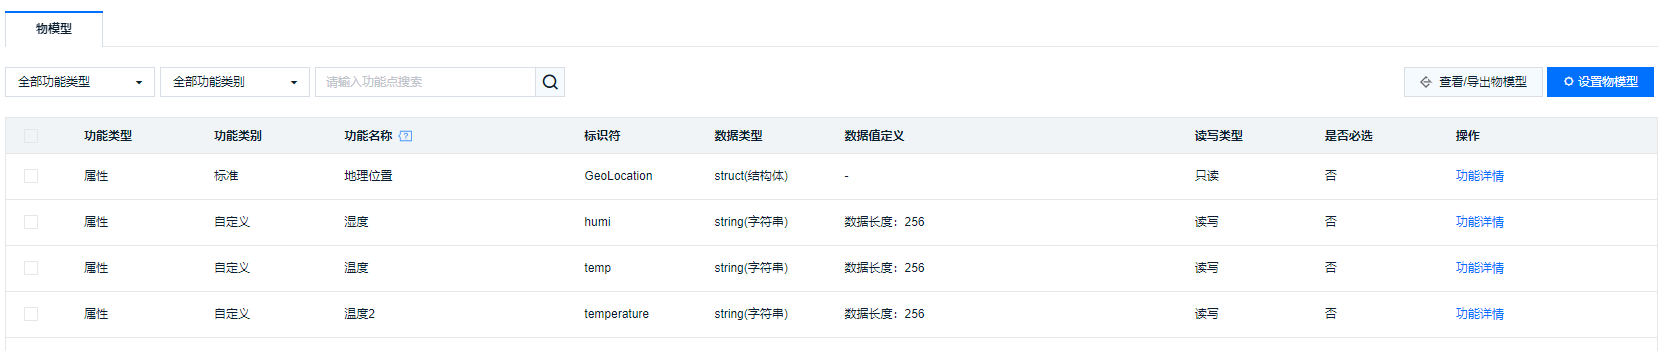 物模型
全部功能类型 全部功能类别 请输入功能点搜索 查看/导出物模型 设置物模型
功能类型 功能类别 功能名称 标识符 数据类型 数据值定义 读写类型 是否必选 操作
属性 标准 地理位置 GeoLocation struct(结构体) - 只读 否 功能详情
属性 自定义 湿度 humi string(字符串) 数据长度：256 读写 否 功能详情
属性 自定义 温度 temp string(字符串) 数据长度：256 读写 否 功能详情
属性 自定义 温度2 temperature string(字符串) 数据长度：256 读写 否 功能详情